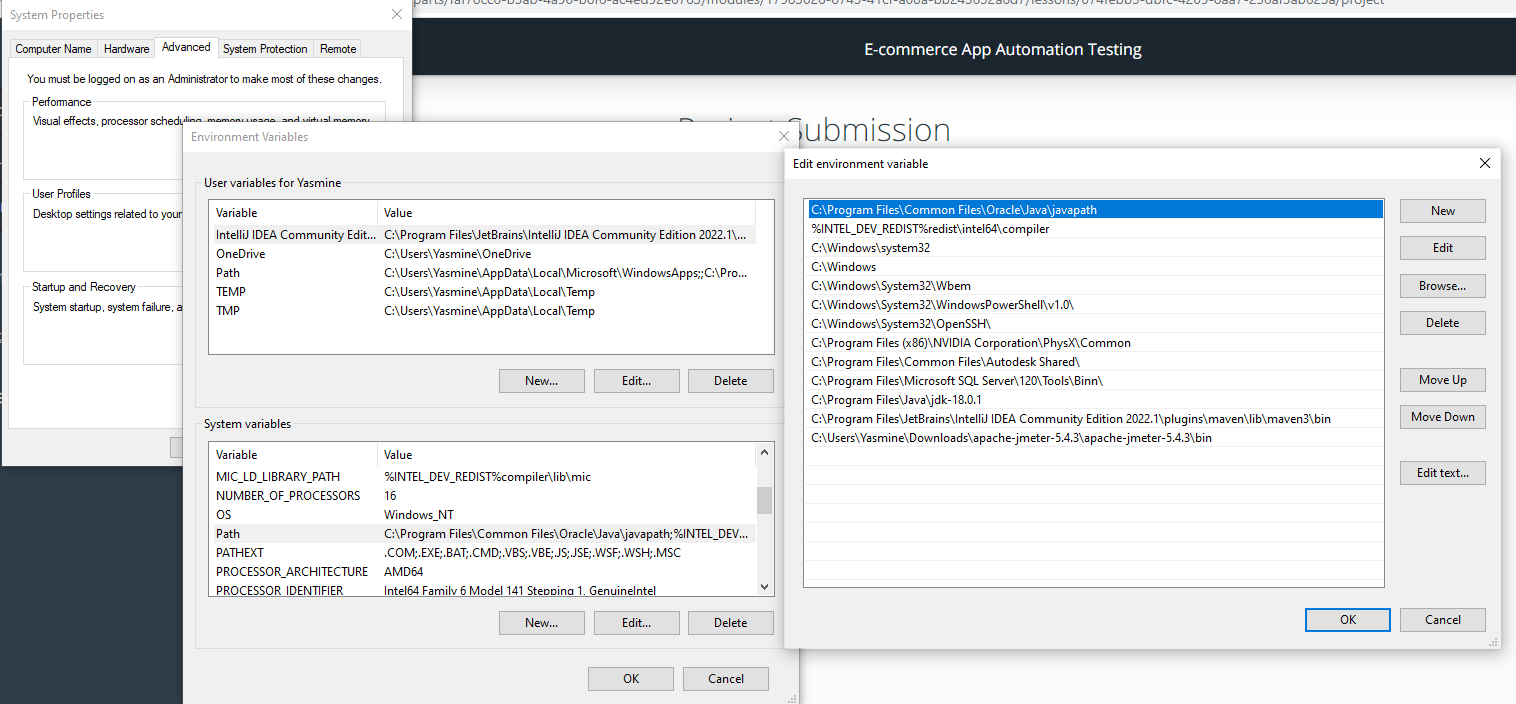 System Properties
Computer Name Hardware Advanced System Protection Remote
You must be logged on as an Administrator to make most of these changes.
Performance
Visual effects, processor scheduling, memory usage, and virtual memory
User Profiles
Desktop settings related to your
Startup and Recovery
System startup, system failure, a
E-commerce App Automation Testing
Project Submission
Environment Variables
User variables for Yasmine
Variable Value
IntelliJ IDEA Community Edit... C:\Program Files\JetBrains\IntelliJ IDEA Community Edition 2022.1\...
OneDrive C:\Users\Yasmine\OneDrive
Path C:\Users\Yasmine\AppData\Local\Microsoft\WindowsApps;;C:\Pro...
TEMP C:\Users\Yasmine\AppData\Local\Temp
TMP C:\Users\Yasmine\AppData\Local\Temp
New... Edit... Delete
System variables
Variable Value
MIC_LD_LIBRARY_PATH %INTEL_DEV_REDIST%compiler\lib\mic
NUMBER_OF_PROCESSORS 16
OS Windows_NT
Path C:\Program Files\Common Files\Oracle\Java\javapath;%INTEL_DEV...
PATHEXT .COM;.EXE;.BAT;.CMD;.VBS;.VBE;.JS;.JSE;.WSF;.WSH;.MSC
PROCESSOR_ARCHITECTURE AMD64
PROCESSOR_IDENTIFIER Intel64 Family 6 Model 141 Stepping 1, GenuineIntel
New... Edit... Delete
OK Cancel
Edit environment variable
C:\Program Files\Common Files\Oracle\Java\javapath
%INTEL_DEV_REDIST%redist\intel64\compiler
C:\Windows\system32
C:\Windows
C:\Windows\System32\Wbem
C:\Windows\System32\WindowsPowerShell\v1.0\
C:\Windows\System32\OpenSSH\
C:\Program Files (x86)\NVIDIA Corporation\PhysX\Common
C:\Program Files\Common Files\Autodesk Shared\
C:\Program Files\Microsoft SQL Server\120\Tools\Binn\
C:\Program Files\Java\jdk-18.0.1
C:\Program Files\JetBrains\IntelliJ IDEA Community Edition 2022.1\plugins\maven\lib\maven3\bin
C:\Users\Yasmine\Downloads\apache-jmeter-5.4.3\apache-jmeter-5.4.3\bin
New
Edit
Browse...
Delete
Move Up
Move Down
Edit text...
OK Cancel